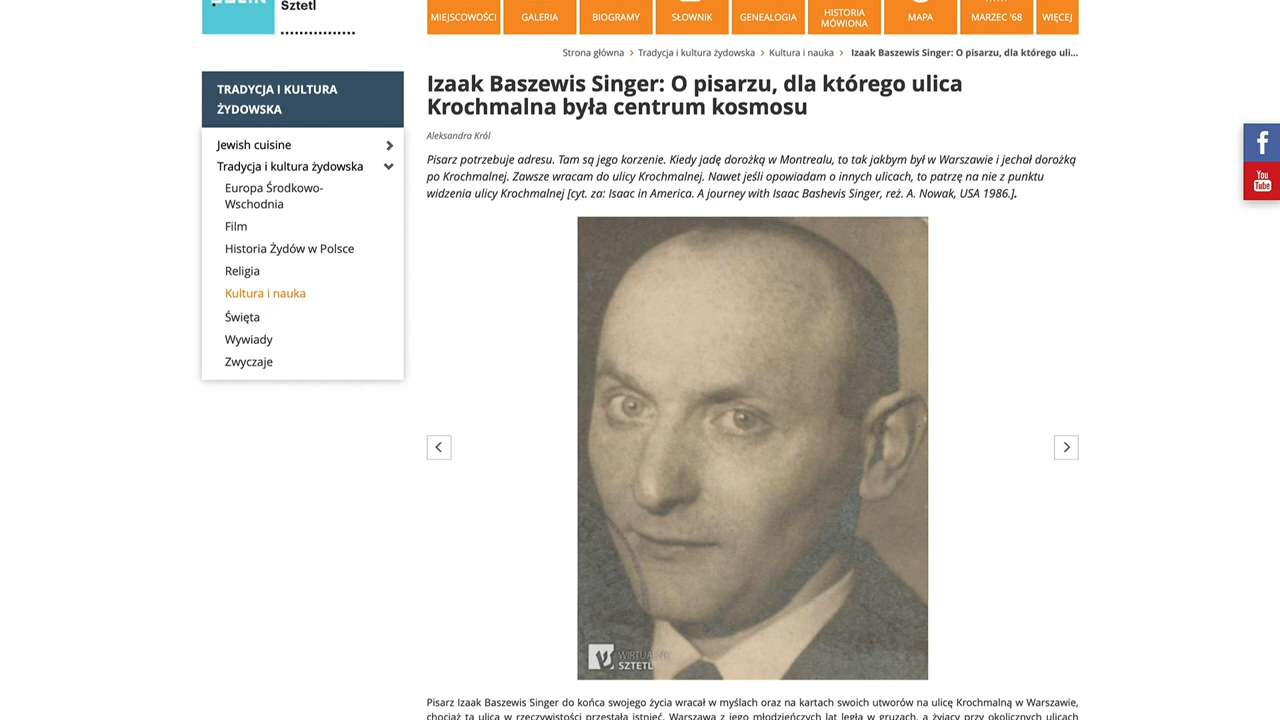 Sztetl
MIEJSCOWOŚCI
GALERIA
BIOGRAMY
SŁOWNIK
GENEALOGIA
HISTORIA
MÓWIONA
MAPA
MARZEC '68
WIĘCEJ
Strona główna > Tradycja i kultura żydowska > Kultura i nauka > Izaak Baszewis Singer: O pisarzu, dla którego uli...
TRADYCJA I KULTURA
ŻYDOWSKA
Jewish cuisine
Tradycja i kultura żydowska
Europa Środkowo-
Wschodnia
Film
Historia Żydów w Polsce
Religia
Kultura i nauka
Święta
Wywiady
Zwyczaje
Izaak Baszewis Singer: O pisarzu, dla którego ulica
Krochmalna była centrum kosmosu
Aleksandra Król
Pisarz potrzebuje adresu. Tam są jego korzenie. Kiedy jadę dorożką w Montrealu, to tak jakbym był w Warszawie i jechał dorożką
po Krochmalnej. Zawsze wracam do ulicy Krochmalnej. Nawet jeśli opowiadam o innych ulicach, to patrzę na nie z punktu
widzenia ulicy Krochmalnej [cyt. za: Isaac in America. A journey with Isaac Bashevis Singer, reż. A. Nowak, USA 1986.].
WIRTUALNY
SZTETL
You
Tube
Pisarz Izaak Baszewis Singer do końca swojego życia wracał w myślach oraz na kartach swoich utworów na ulicę Krochmalną w Warszawie,
chociaż ta ulica w rzeczywistości przestała istnieć. Warszawa z jego młodzieńczych lat legła w gruzach, a żyjący przy okolicznych ulicach